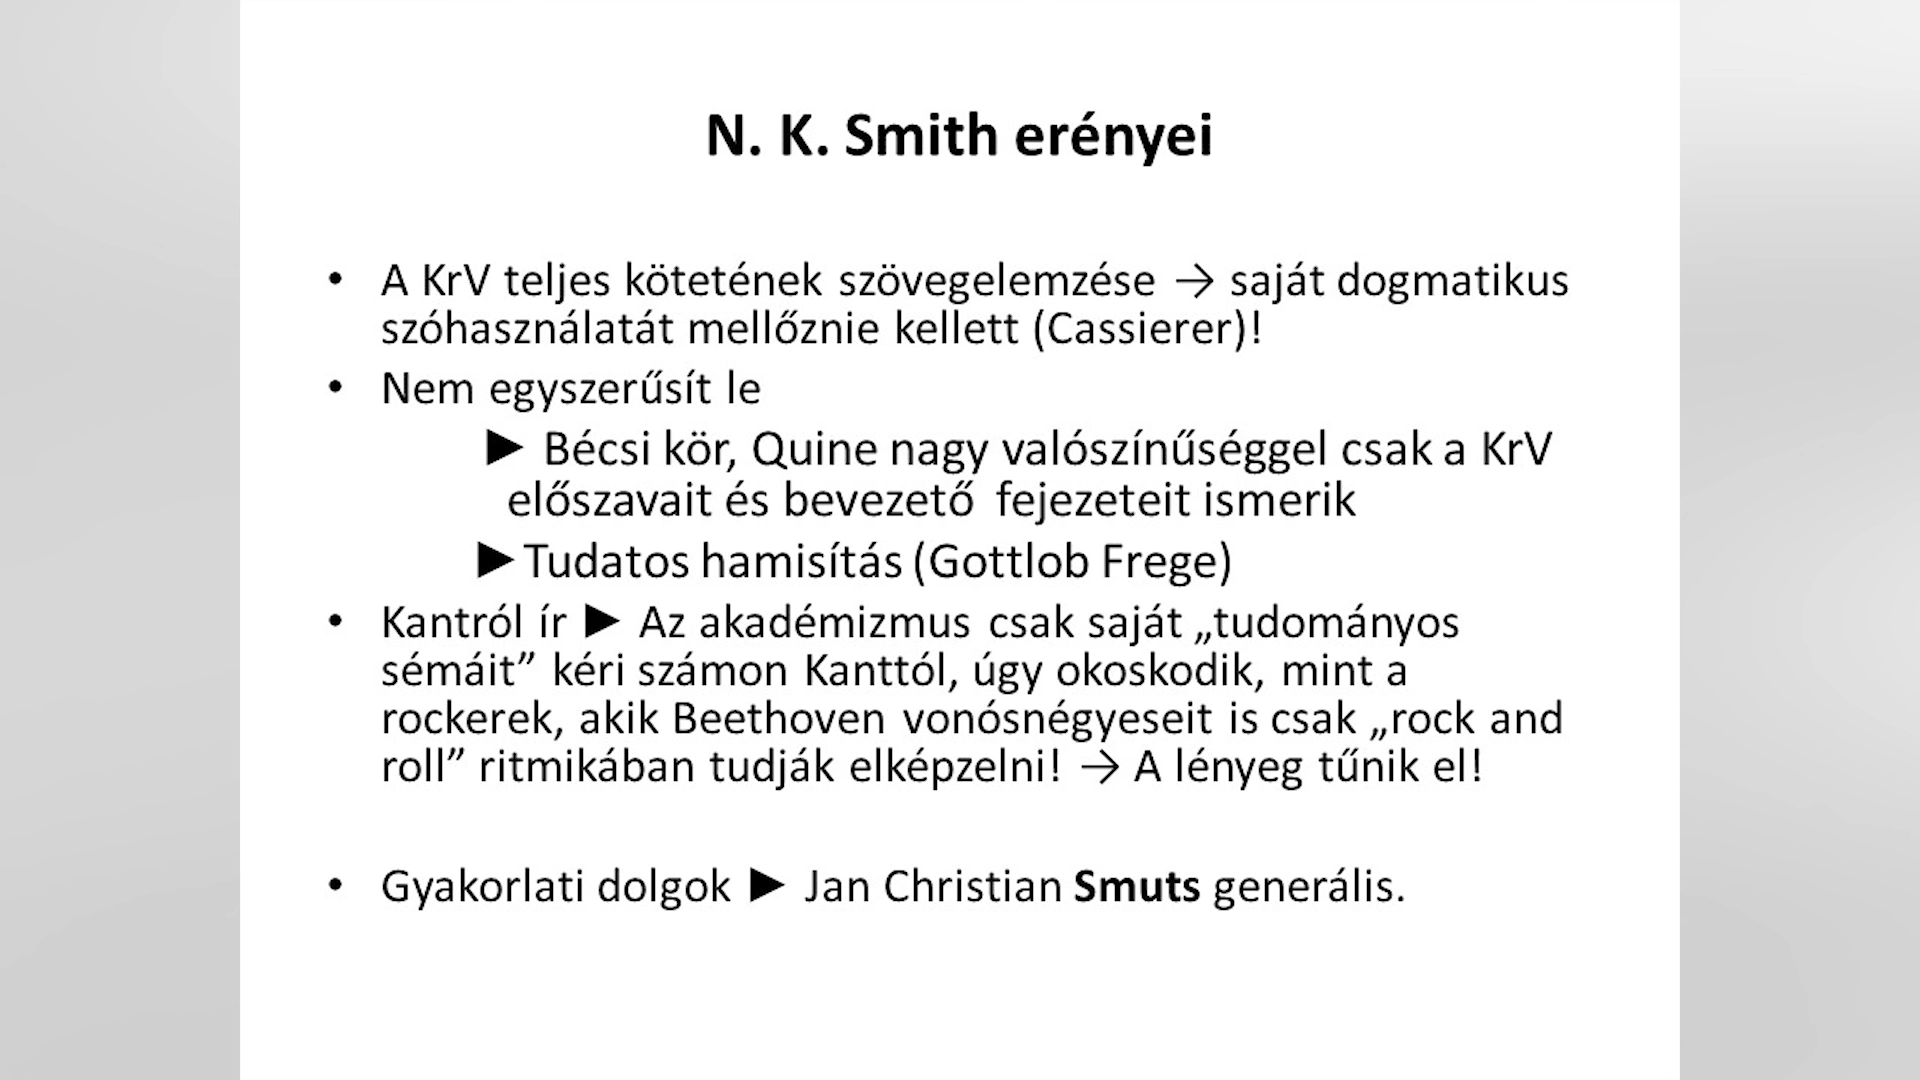 N. K. Smith erényei
• A KrV teljes kötetének szövegelemzése → saját dogmatikus
szóhasználatát mellőznie kellett (Cassierer)!
• Nem egyszerűsít le
► Bécsi kör, Quine nagy valószínűséggel csak a KrV
előszavait és bevezető fejezeteit ismerik
►Tudatos hamisítás (Gottlob Frege)
• Kantról ír ► Az akadémizmus csak saját „tudományos
sémáit” kéri számon Kanttól, úgy okoskodik, mint a
rockerek, akik Beethoven vonósnégyeseit is csak „rock and
roll” ritmikában tudják elképzelni! → A lényeg tűnik el!
• Gyakorlati dolgok ► Jan Christian Smuts generális.